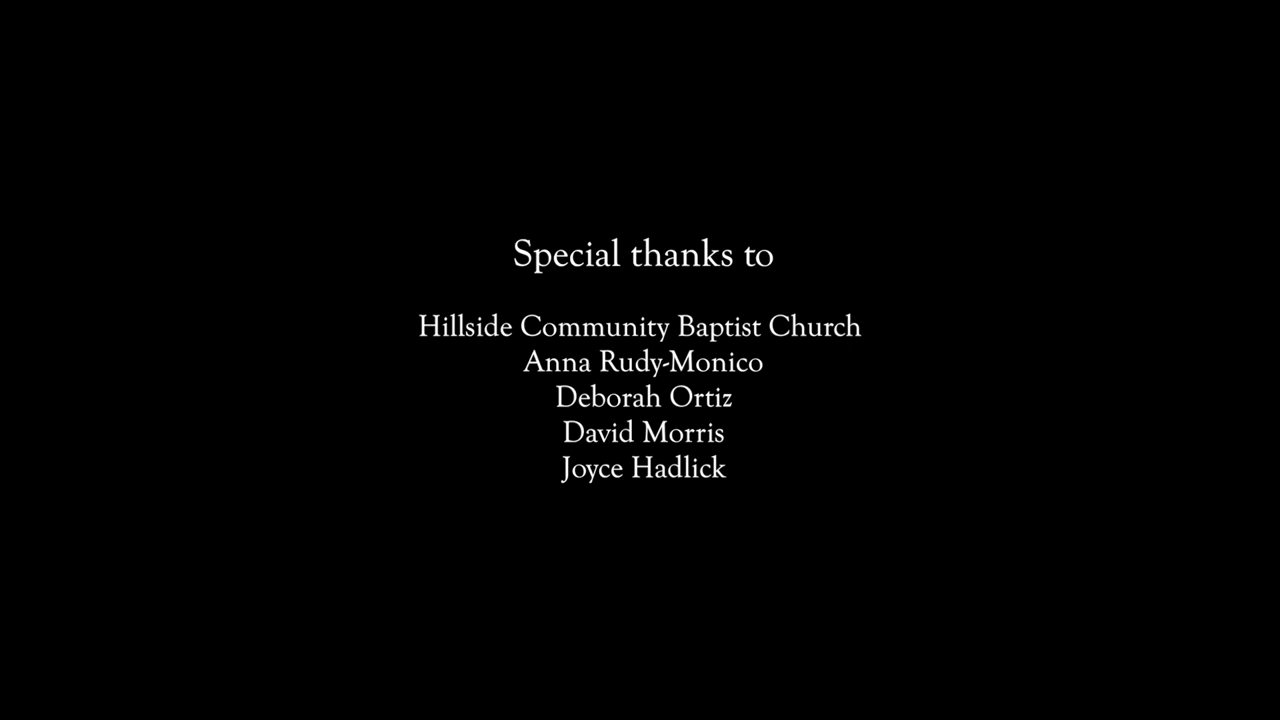 Special thanks to
Hillside Community Baptist Church
Anna Rudy-Monico
Deborah Ortiz
David Morris
Joyce Hadlick